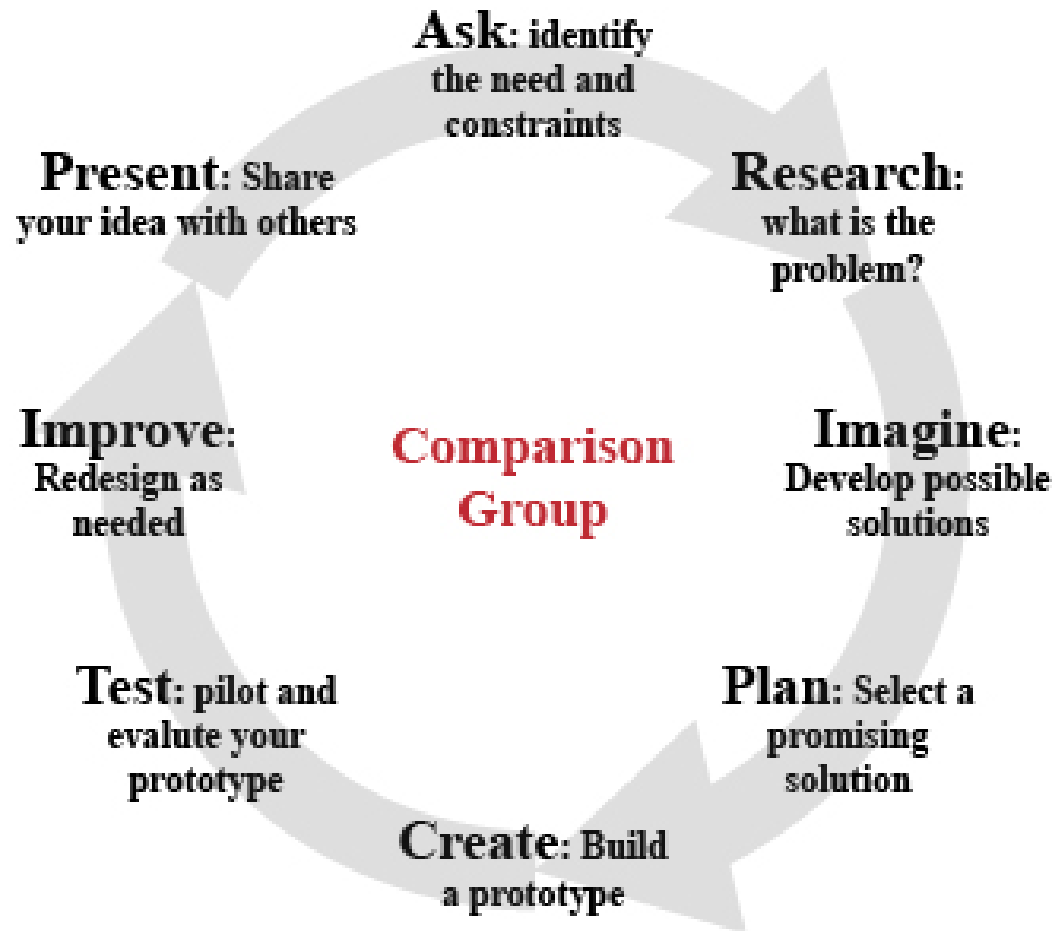 Ask: identify
the need and
constraints
Research:
what is the
problem?
Imagine:
Develop possible
solutions
Plan: Select a
promising
solution
Create: Build
a prototype
Test: pilot and
evalute your
prototype
Improve:
Redesign as
needed
Present: Share
your idea with others
Comparison
Group